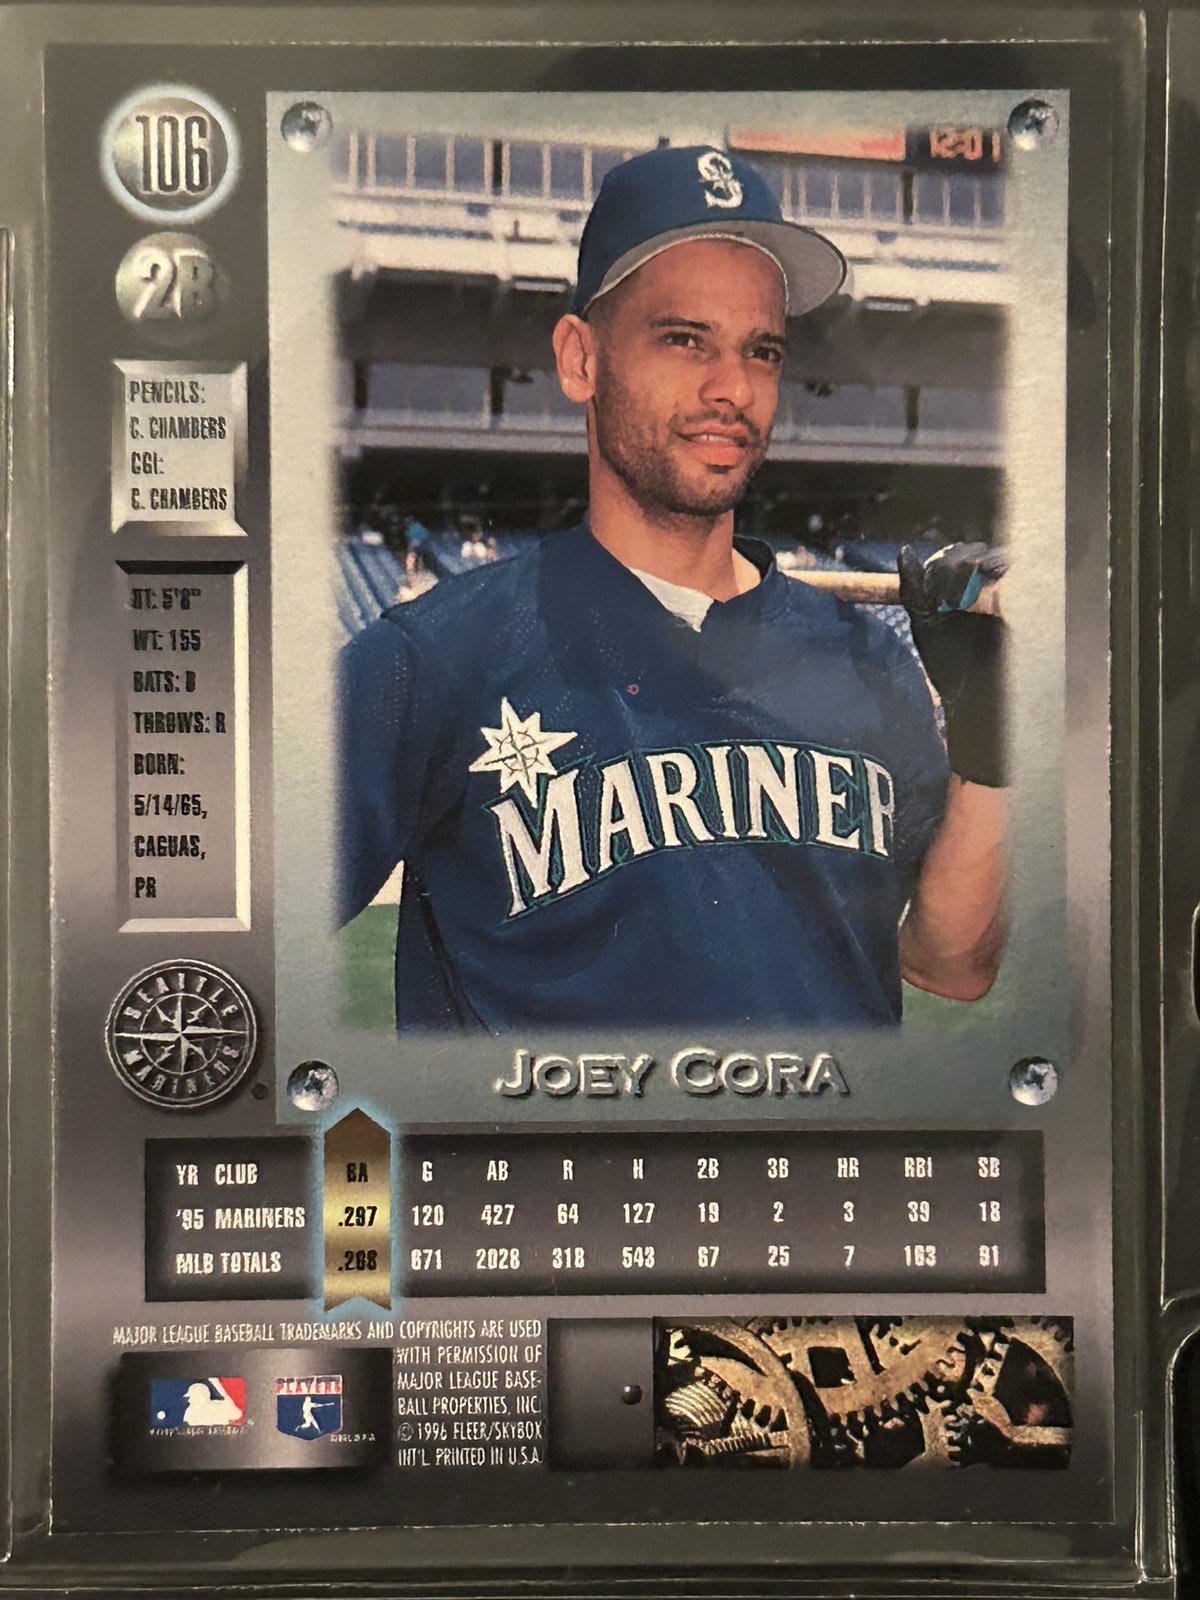 106
2B
PENCILS:
C. CHAMBERS
CGI:
C. CHAMBERS
HT: 5'8"
WT: 155
BATS: B
THROWS: R
BORN:
5/14/65,
CAGUAS,
PR
SEATTLE
MARINERS
12:01
S
MARINER
JOEY CORA
YR CLUB BA G AB R H 2B 3B HR RBI SB
'95 MARINERS .297 120 427 64 127 19 2 3 39 18
MLB TOTALS .268 671 2028 318 543 67 25 7 163 91
MAJOR LEAGUE BASEBALL TRADEMARKS AND COPYRIGHTS ARE USED
WITH PERMISSION OF
MAJOR LEAGUE BASE-
BALL PROPERTIES, INC.
© 1996 FLEER/SKYBOX
INT'L. PRINTED IN U.S.A.
PLAYERS